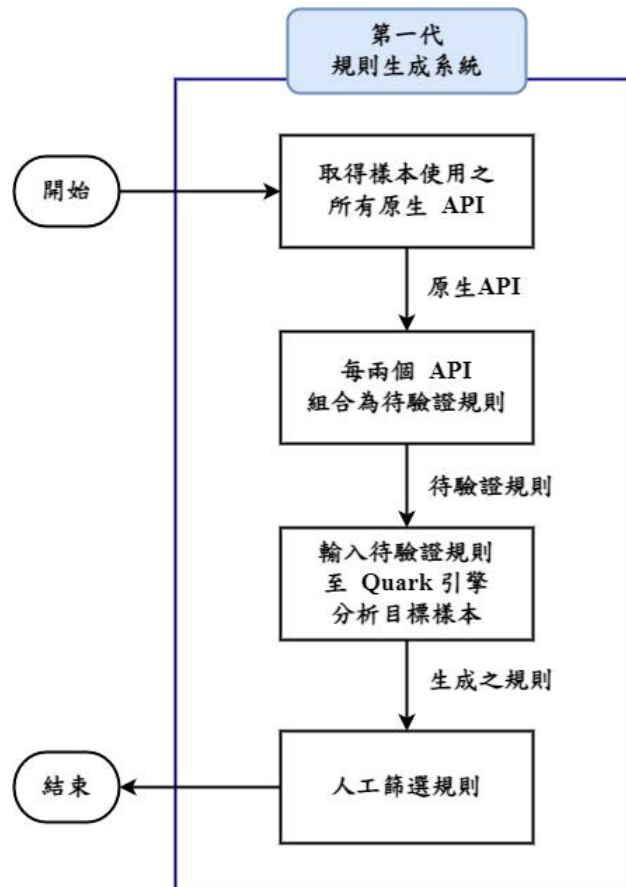 第一代
規則生成系統
開始
取得樣本使用之
所有原生 API
原生API
每兩個 API
組合為待驗證規則
待驗證規則
輸入待驗證規則
至 Quark 引擎
分析目標樣本
生成之規則
人工篩選規則
結束